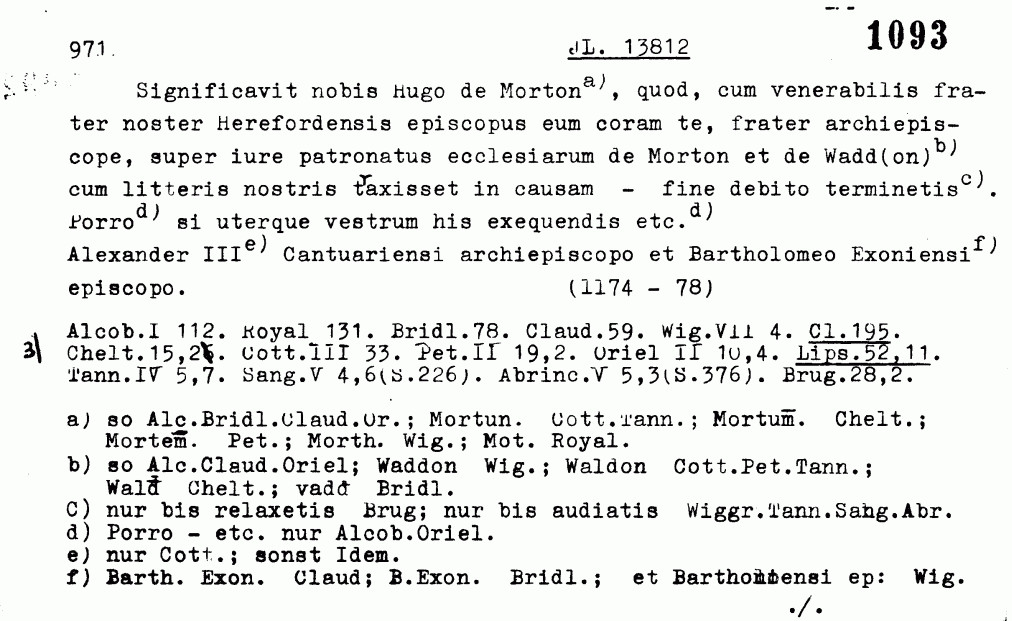 1093
971. JL. 13812
Significavit nobis Hugo de Morton a), quod, cum venerabilis fra-
ter noster Herefordensis episcopus eum coram te, frater archiepis-
cope, super iure patronatus ecclesiarum de Morton et de Wadd(on) b)
cum litteris nostris traxisset in causam - fine debito terminetis c).
Porro d) si uterque vestrum his exequendis etc. d)
Alexander III e) Cantuariensi archiepiscopo et Bartholomeo Exoniensi f)
episcopo. (1174 - 78)
Alcob.I 112. Royal 131. Bridl.78. Claud.59. Wig.VII 4. Cl.195.
3\ Chelt.15,2. Cott.III 33. Pet.II 19,2. Oriel II 10,4. Lips.52,11.
Tann.IV 5,7. Sang.V 4,6(S.226). Abrinc.V 5,3(S.376). Brug.28,2.
a) so Alc.Bridl.Claud.Or.; Mortun. Cott.Tann.; Mortum̅. Chelt.;
Mortem̅. Pet.; Morth. Wig.; Mot. Royal.
b) so Alc.Claud.Oriel; Waddon Wig.; Waldon Cott.Pet.Tann.;
Wald̅ Chelt.; vadd̅ Bridl.
C) nur bis relaxetis Brug; nur bis audiatis Wiggr.Tann.Sang.Abr.
d) Porro - etc. nur Alcob.Oriel.
e) nur Cott.; sonst Idem.
f) Barth. Exon. Claud; B.Exon. Bridl.; et ep: Wig.
./.